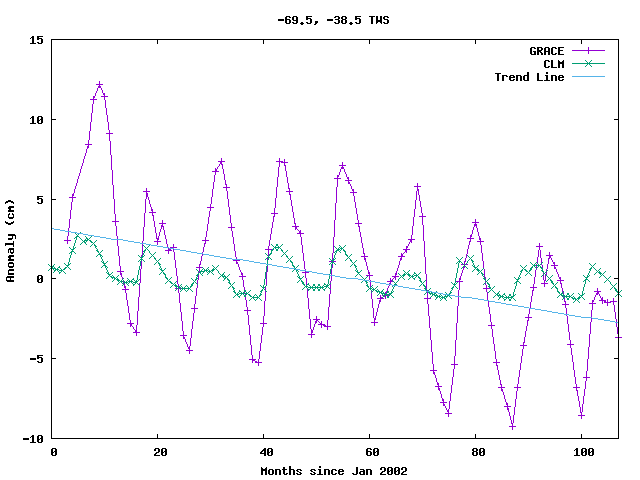 -69.5, -38.5 TWS
GRACE
CLM
Trend Line
Anomaly (cm)
15
10
5
0
-5
-10
0 20 40 60 80 100
Months since Jan 2002